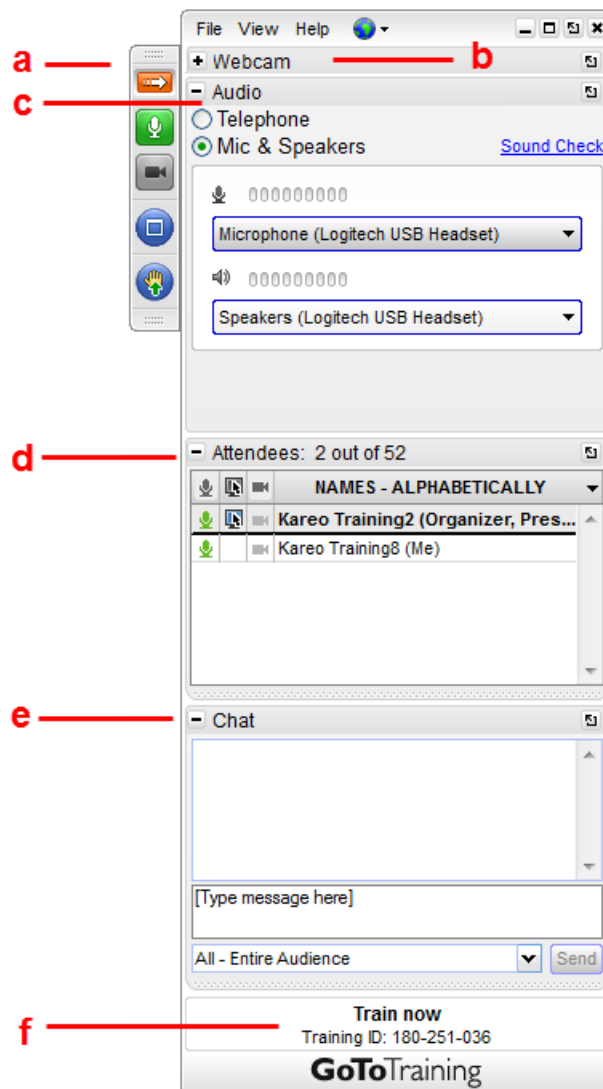 File View Help
a
Webcam
b
c
Audio
Telephone
Mic & Speakers
Sound Check
000000000
Microphone (Logitech USB Headset)
000000000
Speakers (Logitech USB Headset)
d
Attendees: 2 out of 52
NAMES - ALPHABETICALLY
Kareo Training2 (Organizer, Pres...
Kareo Training8 (Me)
e
Chat
[Type message here]
All - Entire Audience
Send
Train now
f
Training ID: 180-251-036
GoToTraining